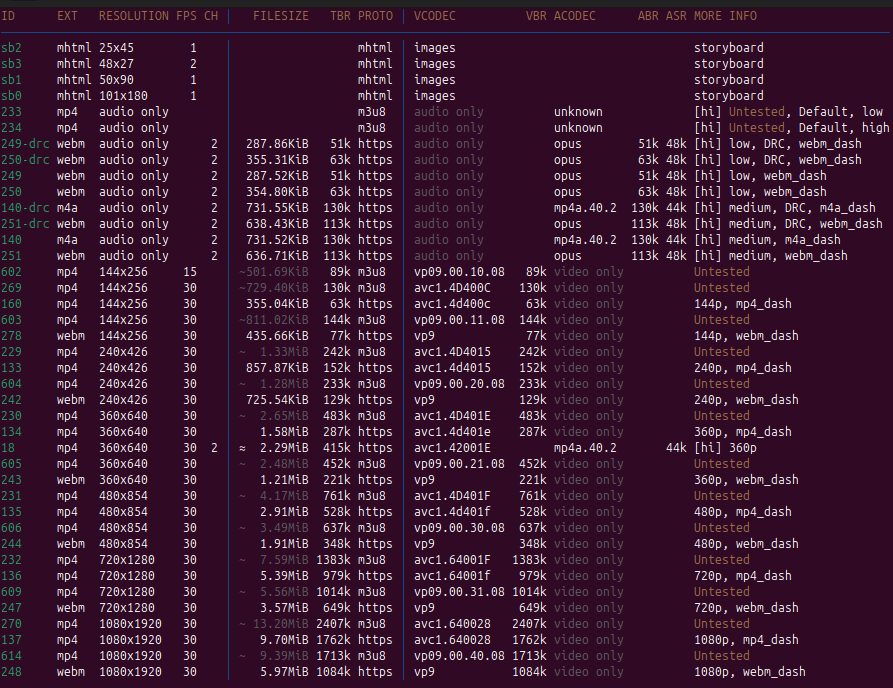 ID EXT RESOLUTION FPS CH │ FILESIZE TBR PROTO │ VCODEC VBR ACODEC ABR ASR MORE INFO
sb2 mhtml 25x45 1 │ mhtml │ images storyboard
sb3 mhtml 48x27 2 │ mhtml │ images storyboard
sb1 mhtml 50x90 1 │ mhtml │ images storyboard
sb0 mhtml 101x180 1 │ mhtml │ images storyboard
233 mp4 audio only │ m3u8 │ audio only unknown [hi] Untested, Default, low
234 mp4 audio only │ m3u8 │ audio only unknown [hi] Untested, Default, high
249-drc webm audio only 2 │ 287.86KiB 51k https │ audio only opus 51k 48k [hi] low, DRC, webm_dash
250-drc webm audio only 2 │ 355.31KiB 63k https │ audio only opus 63k 48k [hi] low, DRC, webm_dash
249 webm audio only 2 │ 287.52KiB 51k https │ audio only opus 51k 48k [hi] low, webm_dash
250 webm audio only 2 │ 354.80KiB 63k https │ audio only opus 63k 48k [hi] low, webm_dash
140-drc m4a audio only 2 │ 731.55KiB 130k https │ audio only mp4a.40.2 130k 44k [hi] medium, DRC, m4a_dash
251-drc webm audio only 2 │ 638.43KiB 113k https │ audio only opus 113k 48k [hi] medium, DRC, webm_dash
140 m4a audio only 2 │ 731.52KiB 130k https │ audio only mp4a.40.2 130k 44k [hi] medium, m4a_dash
251 webm audio only 2 │ 636.71KiB 113k https │ audio only opus 113k 48k [hi] medium, webm_dash
602 mp4 144x256 15 │ ~501.69KiB 89k m3u8 │ vp09.00.10.08 89k video only Untested
269 mp4 144x256 30 │ ~729.40KiB 130k m3u8 │ avc1.4D400C 130k video only Untested
160 mp4 144x256 30 │ 355.04KiB 63k https │ avc1.4d400c 63k video only 144p, mp4_dash
603 mp4 144x256 30 │ ~811.02KiB 144k m3u8 │ vp09.00.11.08 144k video only Untested
278 webm 144x256 30 │ 435.66KiB 77k https │ vp9 77k video only 144p, webm_dash
229 mp4 240x426 30 │ ~ 1.33MiB 242k m3u8 │ avc1.4D4015 242k video only Untested
133 mp4 240x426 30 │ 857.87KiB 152k https │ avc1.4d4015 152k video only 240p, mp4_dash
604 mp4 240x426 30 │ ~ 1.28MiB 233k m3u8 │ vp09.00.20.08 233k video only Untested
242 webm 240x426 30 │ 725.54KiB 129k https │ vp9 129k video only 240p, webm_dash
230 mp4 360x640 30 │ ~ 2.65MiB 483k m3u8 │ avc1.4D401E 483k video only Untested
134 mp4 360x640 30 │ 1.58MiB 287k https │ avc1.4d401e 287k video only 360p, mp4_dash
18 mp4 360x640 30 2 │ ≈ 2.29MiB 415k https │ avc1.42001E mp4a.40.2 44k [hi] 360p
605 mp4 360x640 30 │ ~ 2.48MiB 452k m3u8 │ vp09.00.21.08 452k video only Untested
243 webm 360x640 30 │ 1.21MiB 221k https │ vp9 221k video only 360p, webm_dash
231 mp4 480x854 30 │ ~ 4.17MiB 761k m3u8 │ avc1.4D401F 761k video only Untested
135 mp4 480x854 30 │ 2.91MiB 528k https │ avc1.4d401f 528k video only 480p, mp4_dash
606 mp4 480x854 30 │ ~ 3.49MiB 637k m3u8 │ vp09.00.30.08 637k video only Untested
244 webm 480x854 30 │ 1.91MiB 348k https │ vp9 348k video only 480p, webm_dash
232 mp4 720x1280 30 │ ~ 7.59MiB 1383k m3u8 │ avc1.64001F 1383k video only Untested
136 mp4 720x1280 30 │ 5.39MiB 979k https │ avc1.64001f 979k video only 720p, mp4_dash
609 mp4 720x1280 30 │ ~ 5.56MiB 1014k m3u8 │ vp09.00.31.08 1014k video only Untested
247 webm 720x1280 30 │ 3.57MiB 649k https │ vp9 649k video only 720p, webm_dash
270 mp4 1080x1920 30 │ ~ 13.20MiB 2407k m3u8 │ avc1.640028 2407k video only Untested
137 mp4 1080x1920 30 │ 9.70MiB 1762k https │ avc1.640028 1762k video only 1080p, mp4_dash
614 mp4 1080x1920 30 │ ~ 9.39MiB 1713k m3u8 │ vp09.00.40.08 1713k video only Untested
248 webm 1080x1920 30 │ 5.97MiB 1084k https │ vp9 1084k video only 1080p, webm_dash